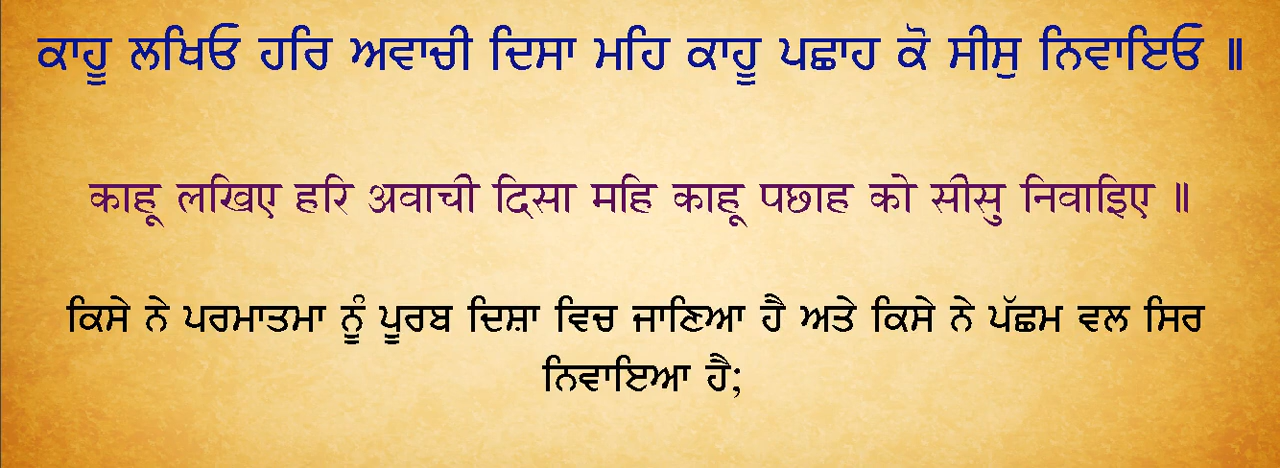 ਕਾਹੂ ਲਖਿਓ ਹਰਿ ਅਵਾਚੀ ਦਿਸਾ ਮਹਿ ਕਾਹੂ ਪਛਾਹ ਕੋ ਸੀਸੁ ਨਿਵਾਇਓ ॥
काहू लखिए हरि अवाची दिसा महि काहू पछाह को सीसु निवाइिए ॥
ਕਿਸੇ ਨੇ ਪਰਮਾਤਮਾ ਨੂੰ ਪੂਰਬ ਦਿਸ਼ਾ ਵਿਚ ਜਾਣਿਆ ਹੈ ਅਤੇ ਕਿਸੇ ਨੇ ਪੱਛਮ ਵਲ ਸਿਰ
ਨਿਵਾਇਆ ਹੈ;